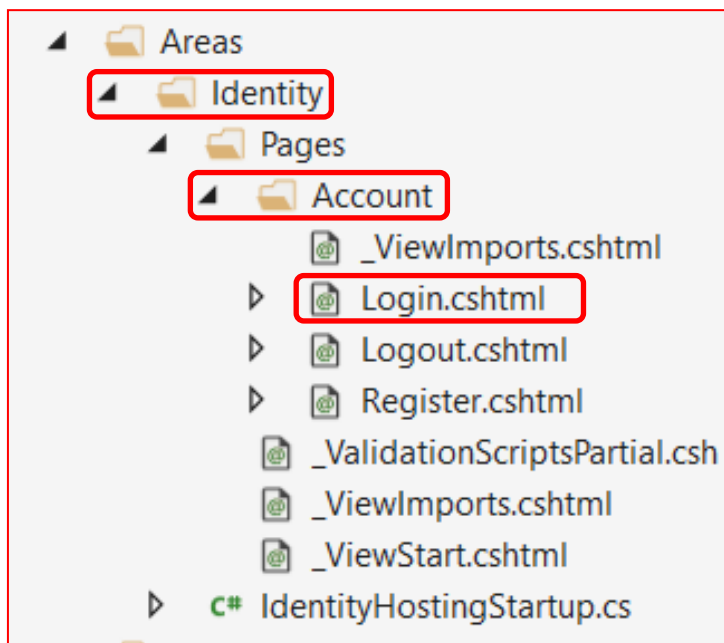 Areas
Identity
Pages
Account
_ViewImports.cshtml
Login.cshtml
Logout.cshtml
Register.cshtml
_ValidationScriptsPartial.csh
_ViewImports.cshtml
_ViewStart.cshtml
C# IdentityHostingStartup.cs